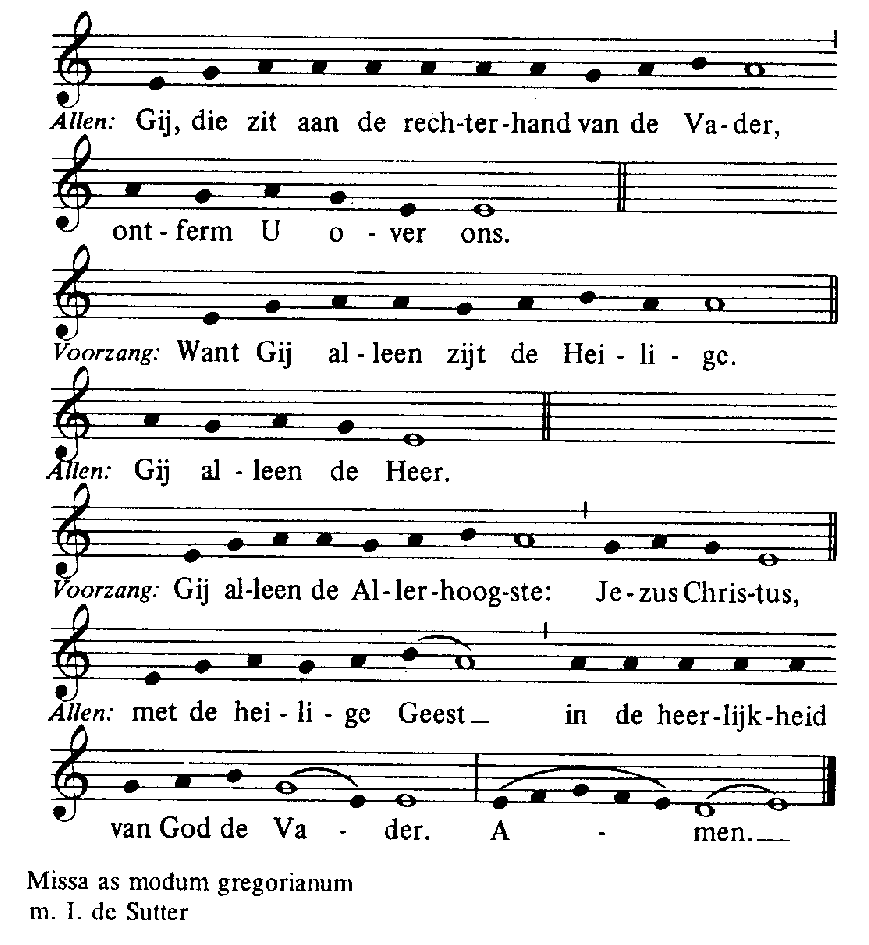 Allen: Gij, die zit aan de rech-ter-hand van de Va-der,
ont-ferm U o-ver ons.
Voorzang: Want Gij al-leen zijt de Hei-li-ge.
Allen: Gij al-leen de Heer.
Voorzang: Gij al-leen de Al-ler-hoog-ste: Je-zus Chris-tus,
Allen: met de hei-li-ge Geest_ in de heer-lijk-heid
van God de Va-der. A-men._
Missa as modum gregorianum
m. I. de Sutter